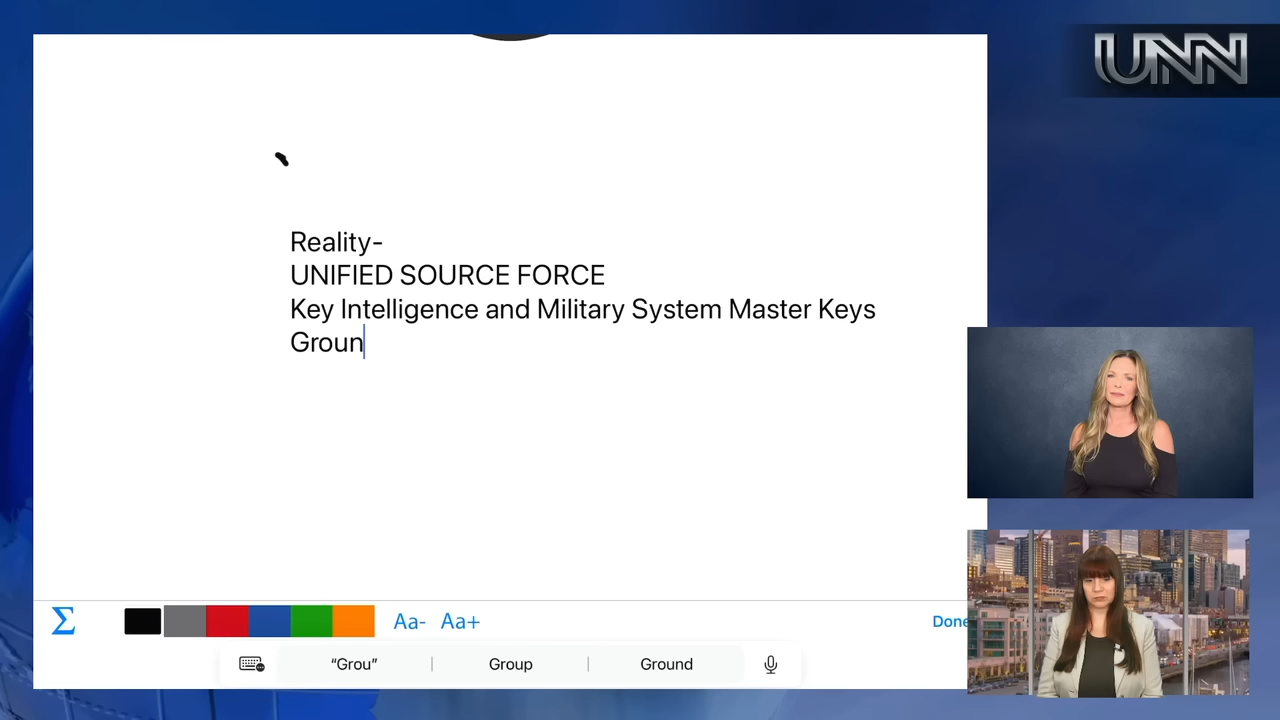 UNN
Reality-
UNIFIED SOURCE FORCE
Key Intelligence and Military System Master Keys
Groun
Σ Aa- Aa+ Done
“Grou” Group Ground